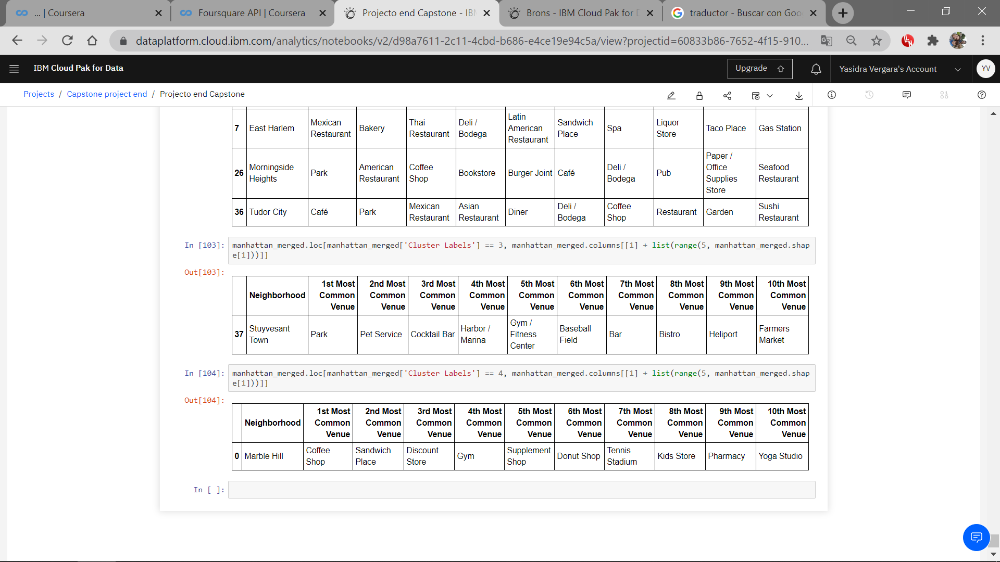 ... | Coursera
Foursquare API | Coursera
Projecto end Capstone - IBM
Brons - IBM Cloud Pak for D
traductor - Buscar con Goo
dataplatform.cloud.ibm.com/analytics/notebooks/v2/d98a7611-2c11-4cbd-b686-e4ce19e94c5a/view?projectid=60833b86-7652-4f15-910...
IBM Cloud Pak for Data
Upgrade
Yasidra Vergara's Account
YV
Projects / Capstone project end / Projecto end Capstone
7 East Harlem Mexican Restaurant Bakery Thai Restaurant Deli / Bodega Latin American Restaurant Sandwich Place Spa Liquor Store Taco Place Gas Station
26 Morningside Heights Park American Restaurant Coffee Shop Bookstore Burger Joint Café Deli / Bodega Pub Paper / Office Supplies Store Seafood Restaurant
36 Tudor City Café Park Mexican Restaurant Asian Restaurant Diner Deli / Bodega Coffee Shop Restaurant Garden Sushi Restaurant
In [103]: manhattan_merged.loc[manhattan_merged['Cluster Labels'] == 3, manhattan_merged.columns[[1] + list(range(5, manhattan_merged.shap
e[1]))]]
Out[103]:
Neighborhood 1st Most Common Venue 2nd Most Common Venue 3rd Most Common Venue 4th Most Common Venue 5th Most Common Venue 6th Most Common Venue 7th Most Common Venue 8th Most Common Venue 9th Most Common Venue 10th Most Common Venue
37 Stuyvesant Town Park Pet Service Cocktail Bar Harbor / Marina Gym / Fitness Center Baseball Field Bar Bistro Heliport Farmers Market
In [104]: manhattan_merged.loc[manhattan_merged['Cluster Labels'] == 4, manhattan_merged.columns[[1] + list(range(5, manhattan_merged.shap
e[1]))]]
Out[104]:
Neighborhood 1st Most Common Venue 2nd Most Common Venue 3rd Most Common Venue 4th Most Common Venue 5th Most Common Venue 6th Most Common Venue 7th Most Common Venue 8th Most Common Venue 9th Most Common Venue 10th Most Common Venue
0 Marble Hill Coffee Shop Sandwich Place Discount Store Gym Supplement Shop Donut Shop Tennis Stadium Kids Store Pharmacy Yoga Studio
In [ ]: